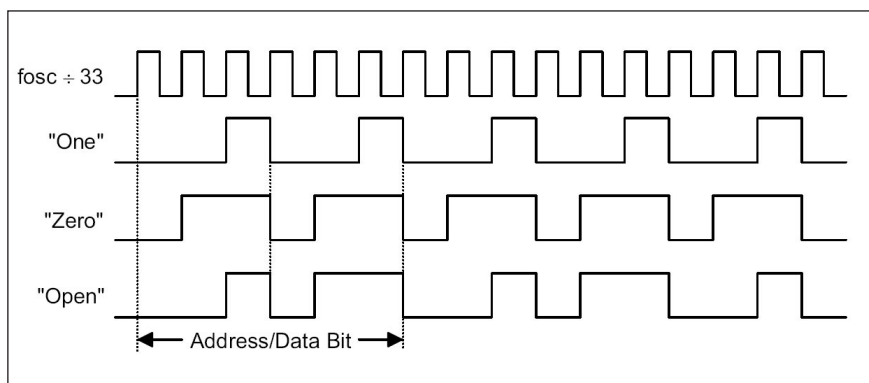 fosc ÷ 33
"One"
"Zero"
"Open"
Address/Data Bit